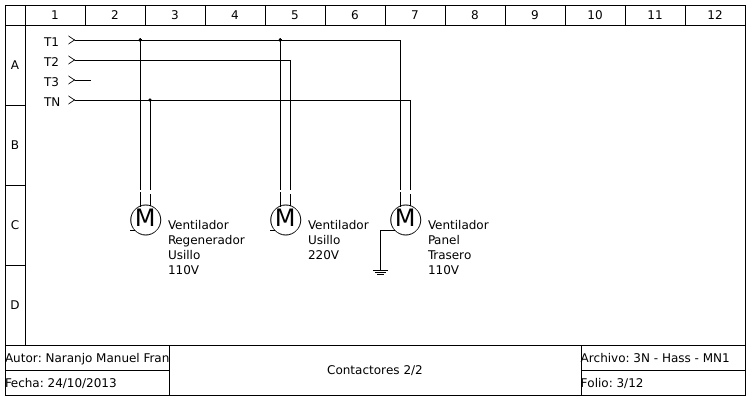 1 2 3 4 5 6 7 8 9 10 11 12
A
T1
T2
T3
TN
B
C
M
Ventilador
Regenerador
Usillo
110V
M
Ventilador
Usillo
220V
M
Ventilador
Panel
Trasero
110V
D
Autor: Naranjo Manuel Fran
Fecha: 24/10/2013
Contactores 2/2
Archivo: 3N - Hass - MN1
Folio: 3/12